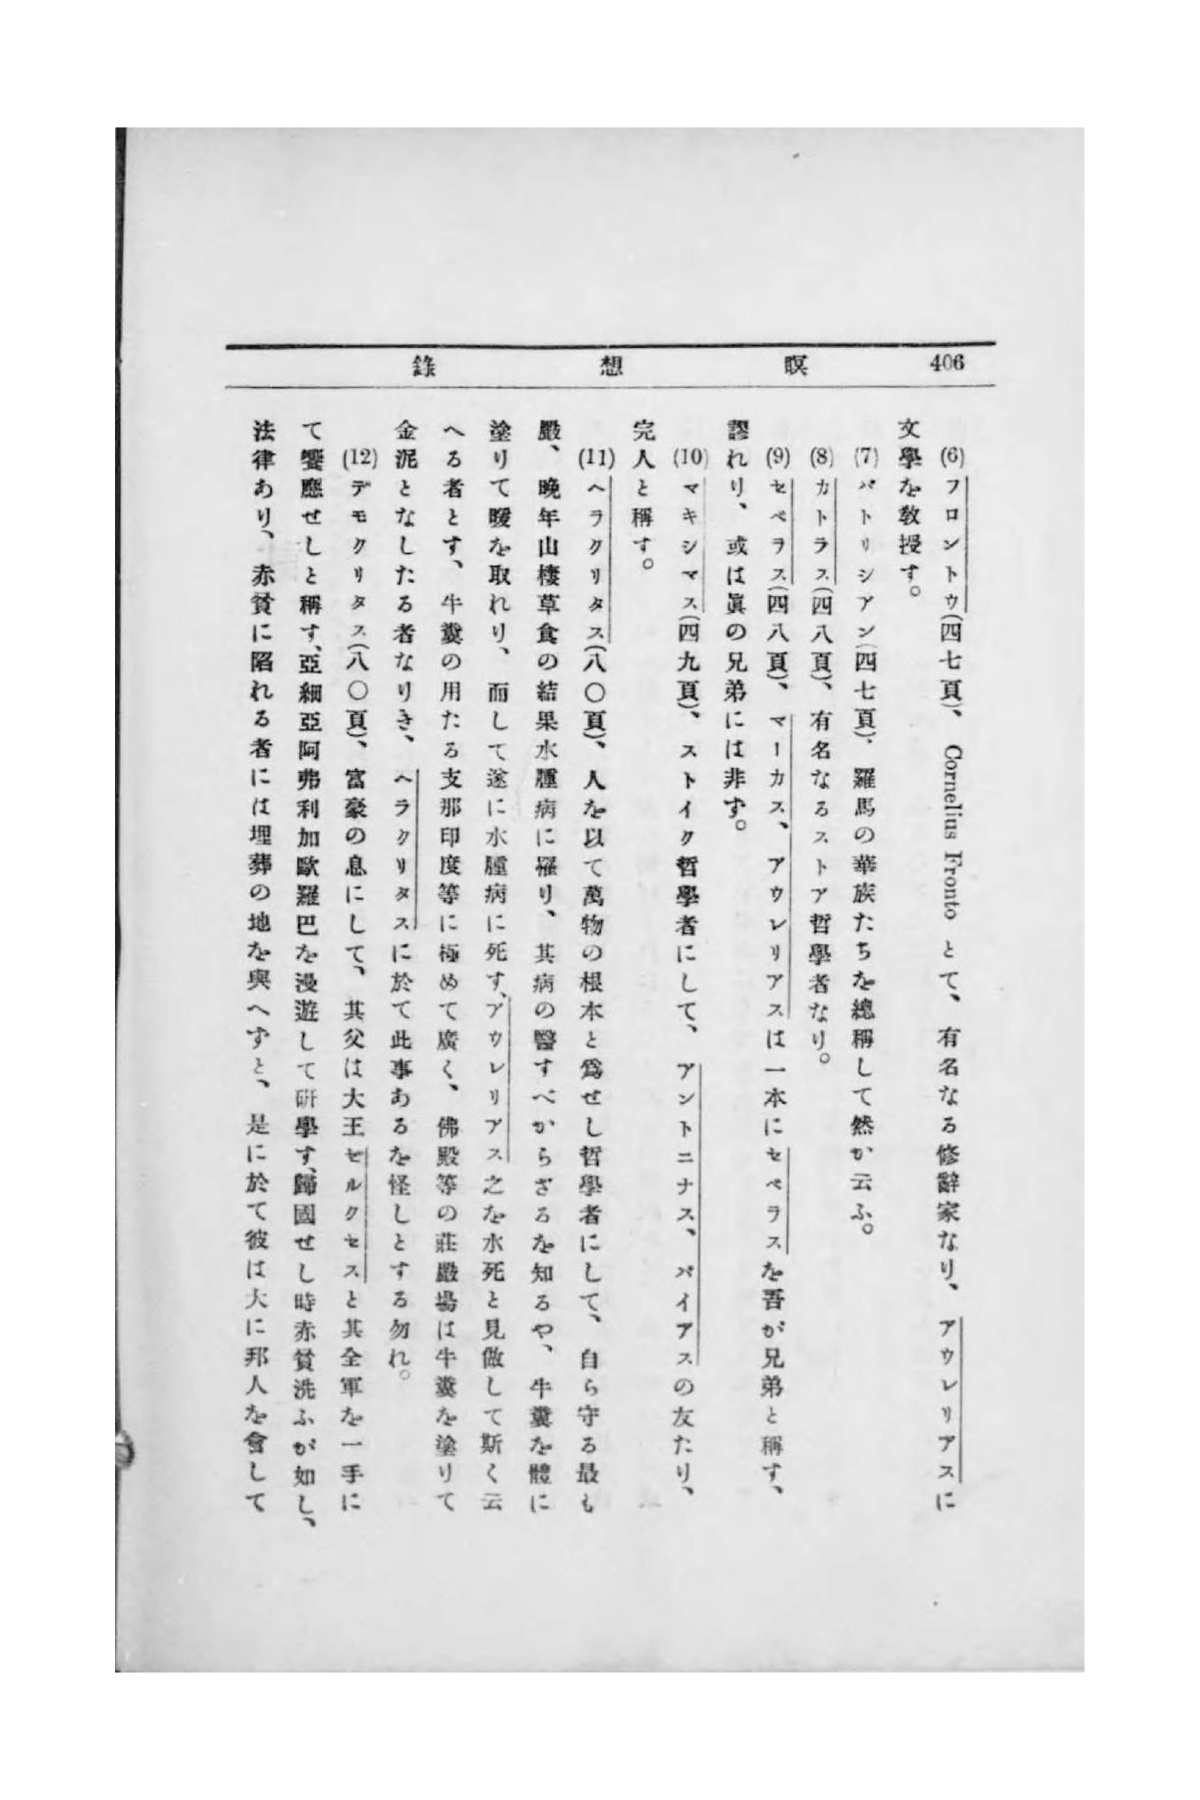 406　瞑想錄
(6)フロントウ(四七頁)、Cornelius Fronto とて、有名なる修辭家なり、アウレリアスに
文學を敎授す。
(7)パトリシアン(四七頁)、羅馬の華族たちを總稱して然か云ふ。
(8)カトラス(四八頁)、有名なるストア哲學者なり。
(9)セペラス(四八頁)、マーカス、アウレリアスは一本にセペラスを吾が兄弟と稱す、
謬れり、或は眞の兄弟には非ず。
(10)マキシマス(四九頁)、ストイク哲學者にして、アントニナス、パイアスの友たり、
完人と稱す。
(11)ヘラクリタス(八〇頁)、人を以て萬物の根本と爲せし哲學者にして、自ら守る最も
嚴、晩年山棲草食の結果水腫病に罹り、其病の醫すべからざるを知るや、牛糞を體に
塗りて暖を取れり、而して遂に水腫病に死す、アウレリアス之を水死と見做して斯く云
へる者とす、牛糞の用たる支那印度等に極めて廣く、佛殿等の莊嚴場は牛糞を塗りて
金泥となしたる者なりき、ヘラクリタスに於て此事あるを怪しとする勿れ。
(12)デモクリタス(八〇頁)、富豪の息にして、其父は大王ゼルクセスと其全軍を一手に
て饗應せしと稱す、亞細亞阿弗利加歐羅巴を漫遊して硏學す、歸國せし時赤貧洗ふが如し、
法律あり、赤貧に陷れる者には埋葬の地を與へずと、是に於て彼は大に邦人を會して